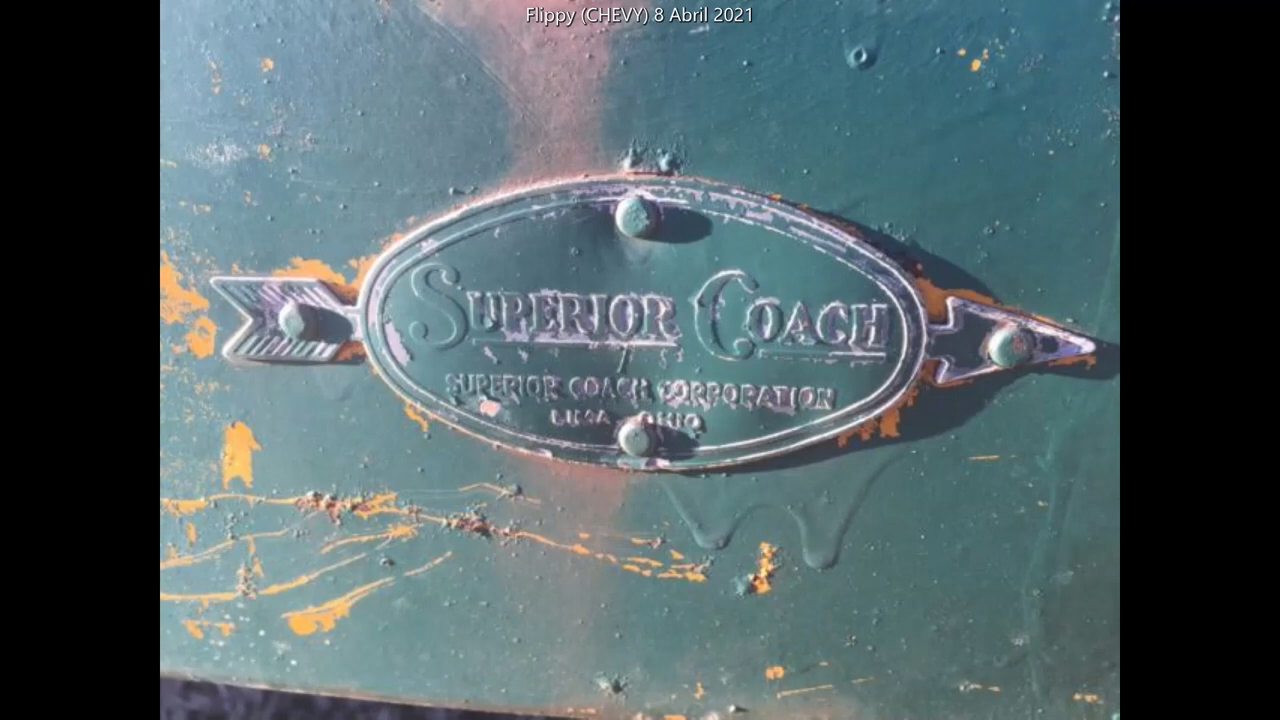 Flippy (CHEVY) 8 Abril 2021
SUPERIOR COACH
SUPERIOR COACH CORPORATION
LIMA OHIO